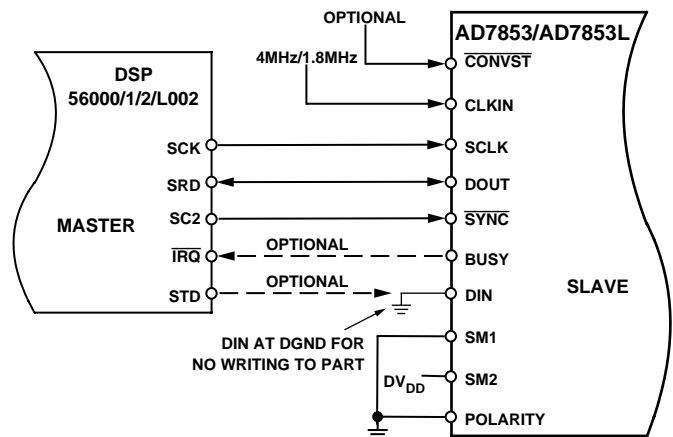 OPTIONAL
AD7853/AD7853L
4MHz/1.8MHz
CONVST
DSP
56000/1/2/L002
CLKIN
SCK
SCLK
SRD
DOUT
SC2
SYNC
MASTER
IRQ
OPTIONAL
BUSY
SLAVE
STD
OPTIONAL
DIN
DIN AT DGND FOR
NO WRITING TO PART
SM1
DVDD
SM2
POLARITY